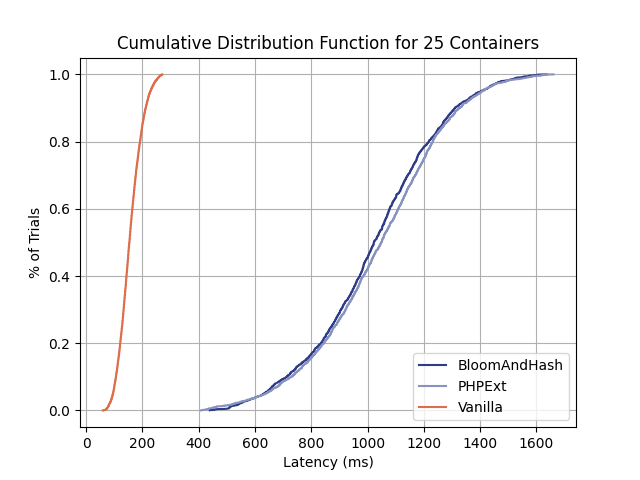 Cumulative Distribution Function for 25 Containers
1.0
0.8
0.6
0.4
0.2
0.0
% of Trials
BloomAndHash
PHPExt
Vanilla
0
200
400
600
800
1000
1200
1400
1600
Latency (ms)